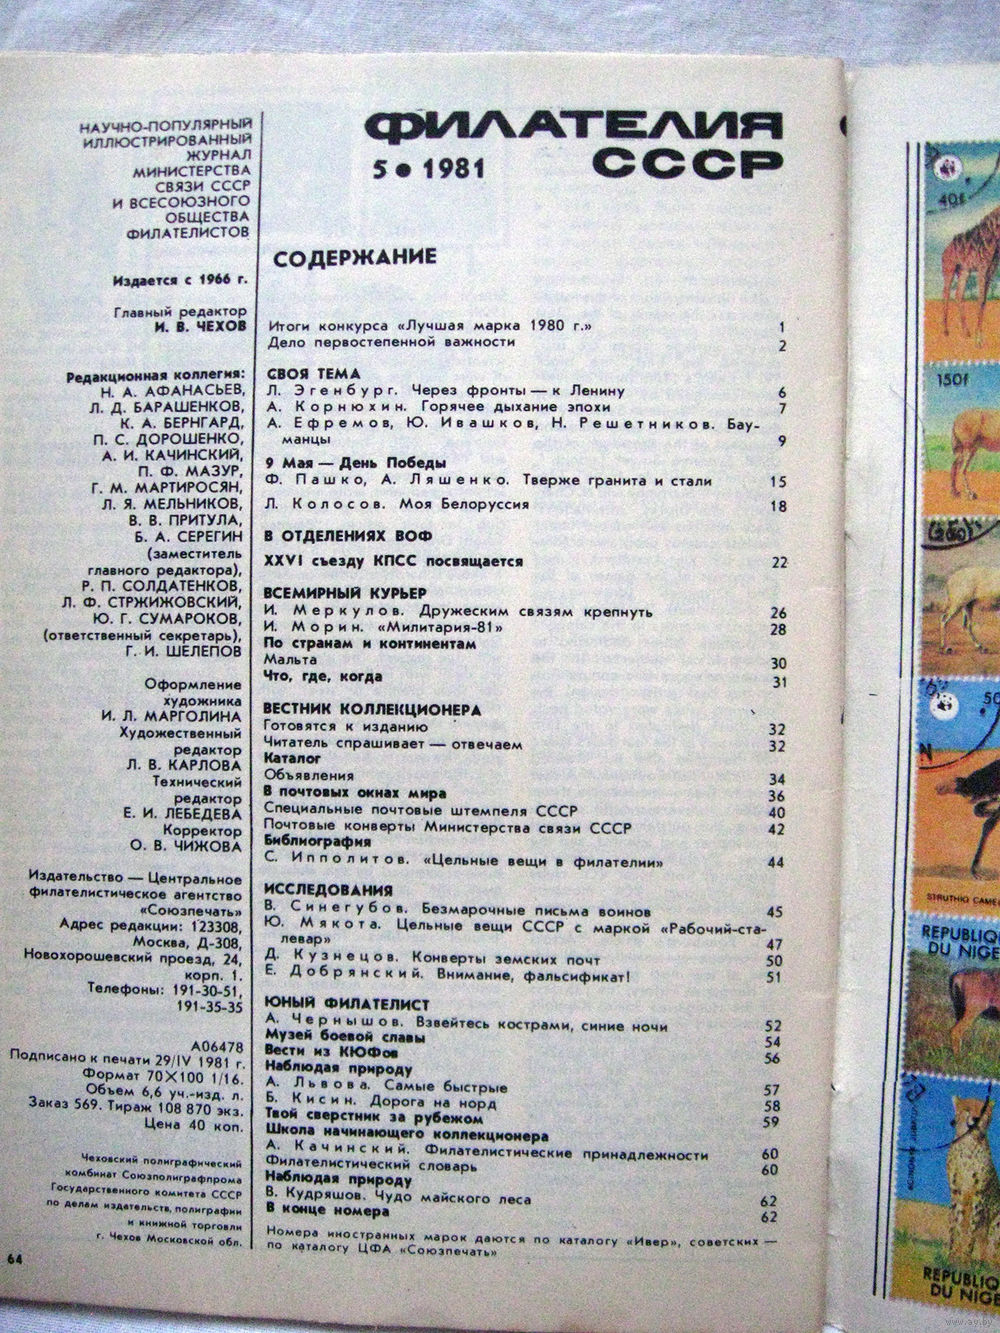 НАУЧНО-ПОПУЛЯРНЫЙ
ИЛЛЮСТРИРОВАННЫЙ
ЖУРНАЛ
МИНИСТЕРСТВА
СВЯЗИ СССР
И ВСЕСОЮЗНОГО
ОБЩЕСТВА
ФИЛАТЕЛИСТОВ
Издается с 1966 г.
Главный редактор
И. В. ЧЕХОВ
Редакционная коллегия:
Н. А. АФАНАСЬЕВ,
Л. Д. БАРАШЕНКОВ,
К. А. БЕРНГАРД,
П. С. ДОРОШЕНКО,
А. И. КАЧИНСКИЙ,
П. Ф. МАЗУР,
Г. М. МАРТИРОСЯН,
Л. Я. МЕЛЬНИКОВ,
В. В. ПРИТУЛА,
Б. А. СЕРЕГИН
(заместитель
главного редактора),
Р. П. СОЛДАТЕНКОВ,
Л. Ф. СТРЖИЖОВСКИЙ,
Ю. Г. СУМАРОКОВ,
(ответственный секретарь),
Г. И. ШЕЛЕПОВ
Оформление
художника
И. Л. МАРГОЛИНА
Художественный
редактор
Л. В. КАРЛОВА
Технический
редактор
Е. И. ЛЕБЕДЕВА
Корректор
О. В. ЧИЖОВА
Издательство — Центральное
филателистическое агентство
«Союзпечать»
Адрес редакции: 123308,
Москва, Д-308,
Новохорошевский проезд, 24,
корп. 1.
Телефоны: 191-30-51,
191-35-35
А06478
Подписано к печати 29/IV 1981 г.
Формат 70×100 1/16.
Объем 6,6 уч.-изд. л.
Заказ 569. Тираж 108 870 экз.
Цена 40 коп.
Чеховский полиграфический
комбинат Союзполиграфпрома
Государственного комитета СССР
по делам издательств, полиграфии
и книжной торговли
г. Чехов Московской обл.
64
ФИЛАТЕЛИЯ
5 ● 1981 СССР
СОДЕРЖАНИЕ
Итоги конкурса «Лучшая марка 1980 г.» 1
Дело первостепенной важности 2
СВОЯ ТЕМА
Л. Эгенбург. Через фронты — к Ленину 6
А. Корнюхин. Горячее дыхание эпохи 7
А. Ефремов, Ю. Ивашков, Н. Решетников. Бау-
манцы 9
9 Мая — День Победы
Ф. Пашко, А. Ляшенко. Тверже гранита и стали 15
Л. Колосов. Моя Белоруссия 18
В ОТДЕЛЕНИЯХ ВОФ
XXVI съезду КПСС посвящается 22
ВСЕМИРНЫЙ КУРЬЕР
И. Меркулов. Дружеским связям крепнуть 26
И. Морин. «Милитария-81» 28
По странам и континентам
Мальта 30
Что, где, когда 31
ВЕСТНИК КОЛЛЕКЦИОНЕРА
Готовятся к изданию 32
Читатель спрашивает — отвечаем 32
Каталог
Объявления 34
В почтовых окнах мира 36
Специальные почтовые штемпеля СССР 40
Почтовые конверты Министерства связи СССР 42
Библиография
С. Ипполитов. «Цельные вещи в филателии» 44
ИССЛЕДОВАНИЯ
В. Синегубов. Безмарочные письма воинов 45
Ю. Мякота. Цельные вещи СССР с маркой «Рабочий-ста-
левар» 47
Д. Кузнецов. Конверты земских почт 50
Е. Добрянский. Внимание, фальсификат! 51
ЮНЫЙ ФИЛАТЕЛИСТ
А. Чернышов. Взвейтесь кострами, синие ночи 52
Музей боевой славы 54
Вести из КЮФов 56
Наблюдая природу
А. Львова. Самые быстрые 57
Б. Кисин. Дорога на норд 58
Твой сверстник за рубежом 59
Школа начинающего коллекционера
А. Качинский. Филателистические принадлежности 60
Филателистический словарь 60
Наблюдая природу
В. Кудряшов. Чудо майского леса 62
В конце номера 62
Номера иностранных марок даются по каталогу «Ивер», советских —
по каталогу ЦФА «Союзпечать»
40f
150f
200
50
STRUTHIO
REPUBLIQ
DU NIGE
REPUBLIQ
DU NIGE
www.ay.by